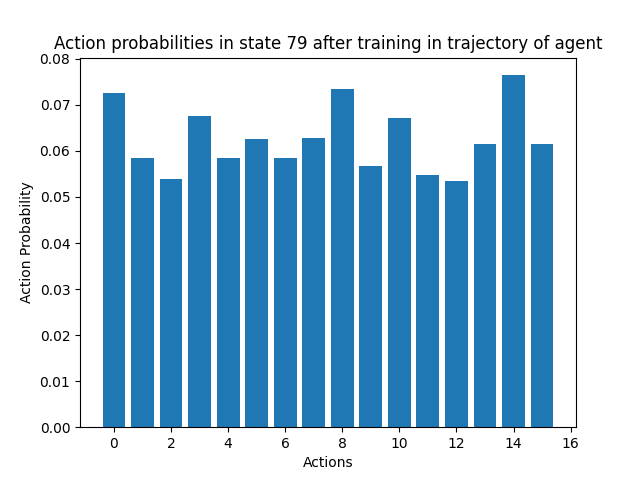 Action probabilities in state 79 after training in trajectory of agent
0.08
0.07
0.06
0.05
0.04
0.03
0.02
0.01
0.00
Action Probability
0 2 4 6 8 10 12 14 16
Actions